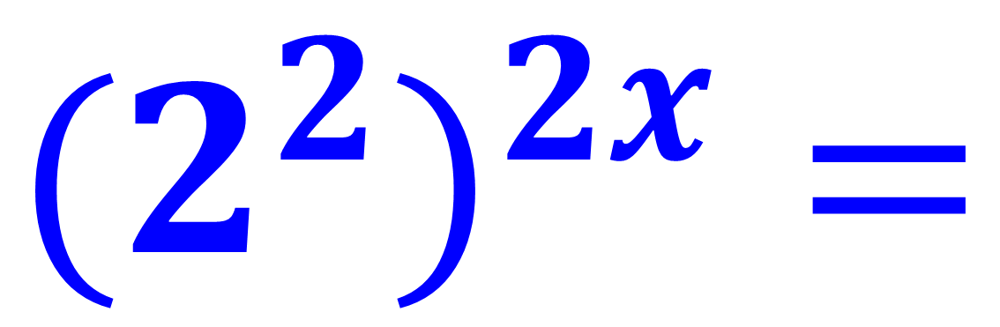 (2²)²ˣ =